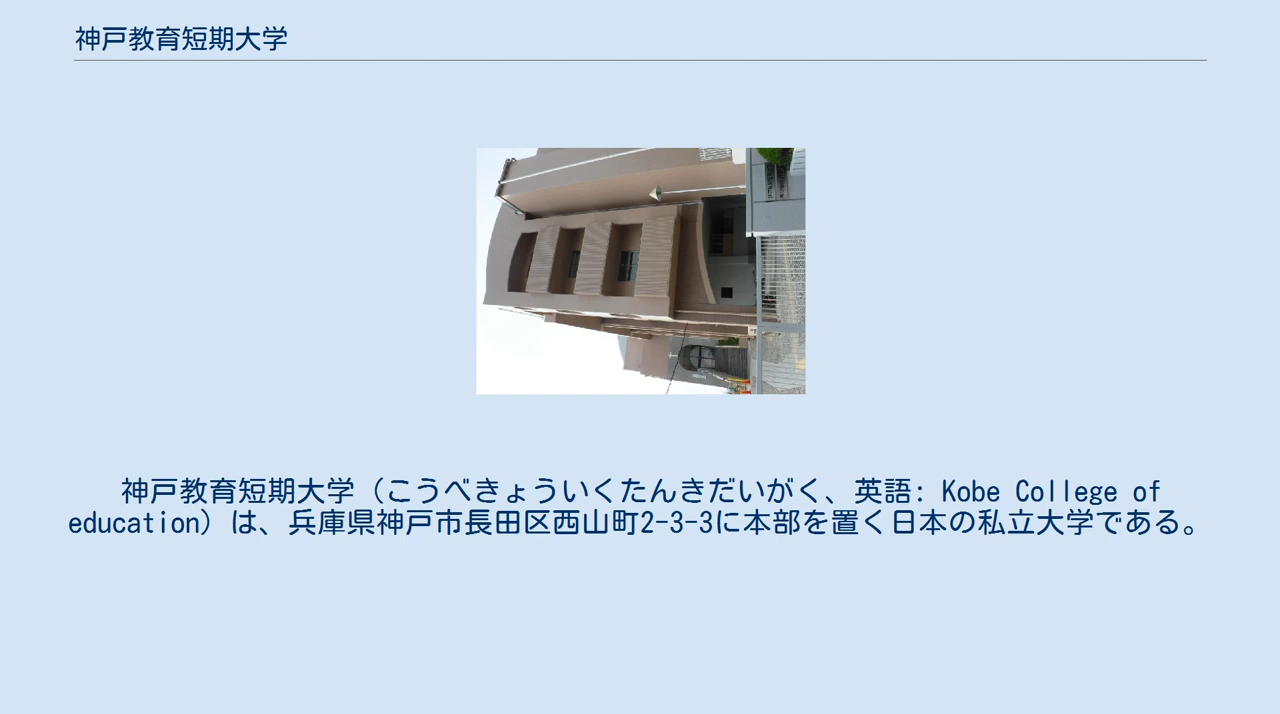 神戸教育短期大学
神戸教育短期大学（こうべきょういくたんきだいがく、英語: Kobe College of
education）は、兵庫県神戸市長田区西山町2-3-3に本部を置く日本の私立大学である。